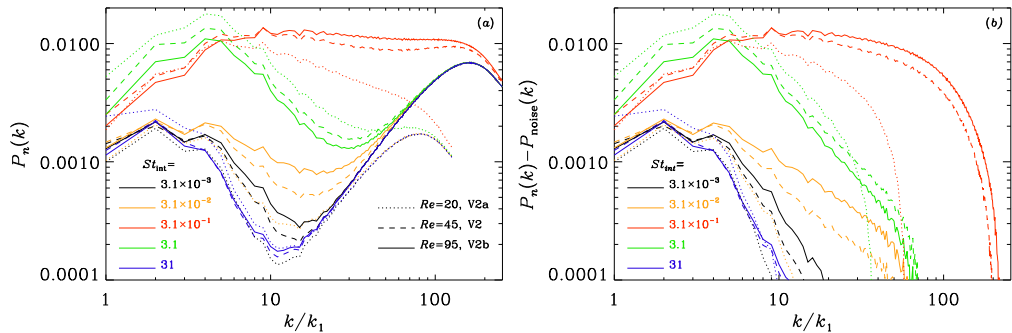 (a)
0.0100
0.0010
0.0001
P_n(k)
St_int=
3.1×10^-3
3.1×10^-2
3.1×10^-1
3.1
31
Re=20, V2a
Re=45, V2
Re=95, V2b
1 10 100
k/k_1
(b)
0.0100
0.0010
0.0001
P_n(k)−P_noise(k)
St_int=
3.1×10^-3
3.1×10^-2
3.1×10^-1
3.1
31
1 10 100
k/k_1